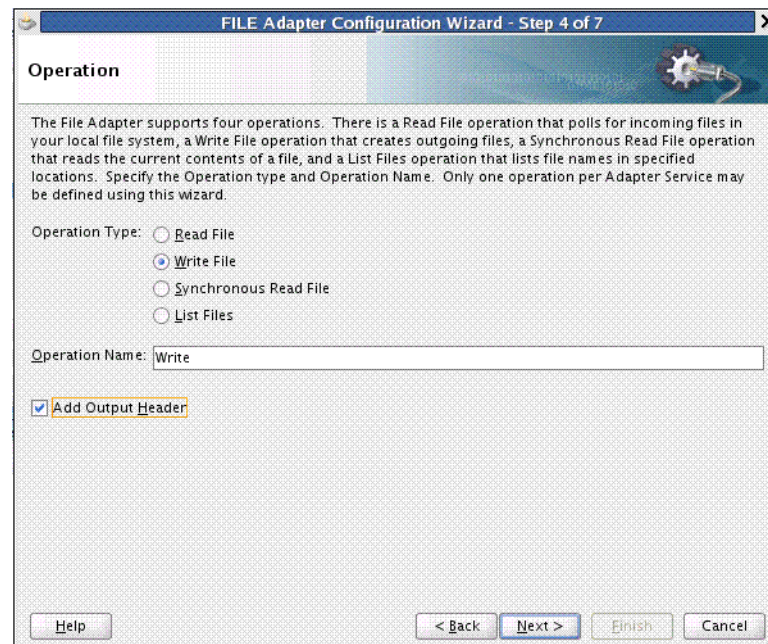 FILE Adapter Configuration Wizard - Step 4 of 7
Operation
The File Adapter supports four operations. There is a Read File operation that polls for incoming files in
your local file system, a Write File operation that creates outgoing files, a Synchronous Read File operation
that reads the current contents of a file, and a List Files operation that lists file names in specified
locations. Specify the Operation type and Operation Name. Only one operation per Adapter Service may
be defined using this wizard.
Operation Type: Read File
Write File
Synchronous Read File
List Files
Operation Name: Write
Add Output Header
Help < Back Next > Finish Cancel